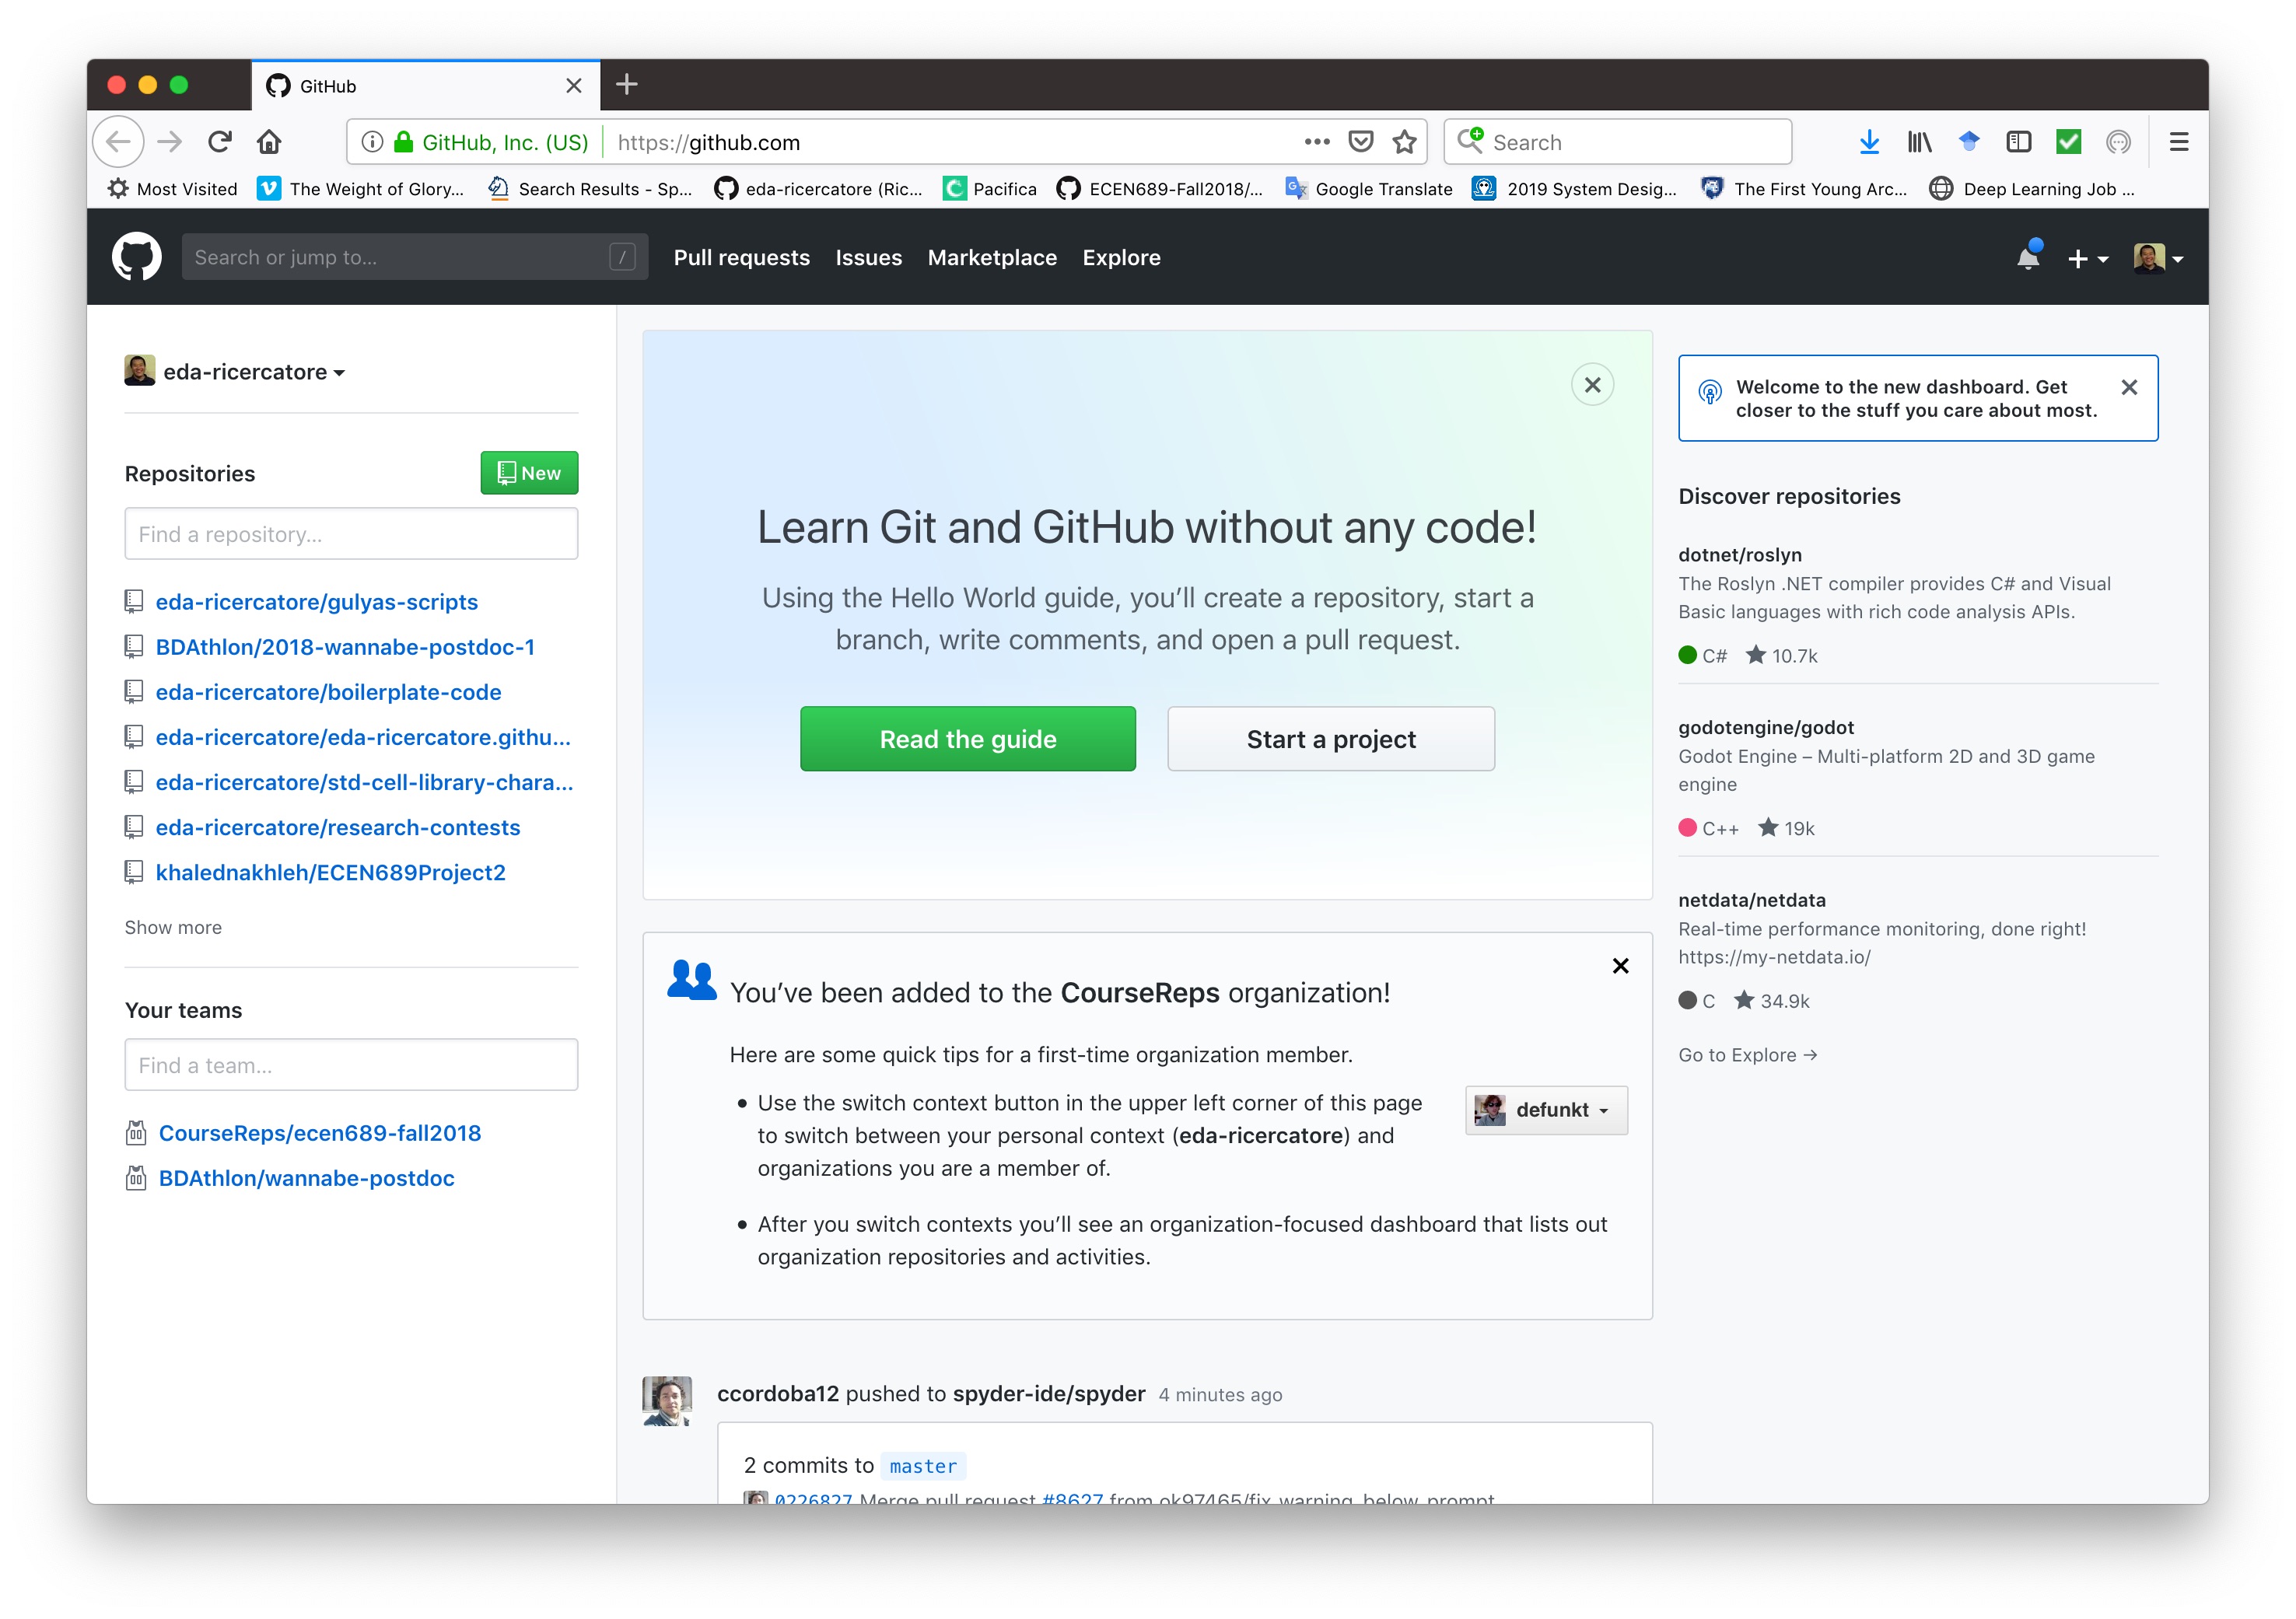 GitHub
GitHub, Inc. (US)
https://github.com
Search
Most Visited
The Weight of Glory...
Search Results - Sp...
eda-ricercatore (Ric...
Pacifica
ECEN689-Fall2018/...
Google Translate
2019 System Desig...
The First Young Arc...
Deep Learning Job ...
Search or jump to...
/
Pull requests
Issues
Marketplace
Explore
eda-ricercatore
Repositories
New
Find a repository...
eda-ricercatore/gulyas-scripts
BDAthlon/2018-wannabe-postdoc-1
eda-ricercatore/boilerplate-code
eda-ricercatore/eda-ricercatore.githu...
eda-ricercatore/std-cell-library-chara...
eda-ricercatore/research-contests
khalednakhleh/ECEN689Project2
Show more
Your teams
Find a team...
CourseReps/ecen689-fall2018
BDAthlon/wannabe-postdoc
Learn Git and GitHub without any code!
Using the Hello World guide, you’ll create a repository, start a
branch, write comments, and open a pull request.
Read the guide
Start a project
You’ve been added to the CourseReps organization!
Here are some quick tips for a first-time organization member.
• Use the switch context button in the upper left corner of this page
to switch between your personal context (eda-ricercatore) and
organizations you are a member of.
defunkt
• After you switch contexts you’ll see an organization-focused dashboard that lists out
organization repositories and activities.
ccordoba12 pushed to spyder-ide/spyder 4 minutes ago
2 commits to master
0226827 Merge pull request #8627 from ok97465/fix_warning_below_prompt
Welcome to the new dashboard. Get
closer to the stuff you care about most.
Discover repositories
dotnet/roslyn
The Roslyn .NET compiler provides C# and Visual
Basic languages with rich code analysis APIs.
C# 10.7k
godotengine/godot
Godot Engine – Multi-platform 2D and 3D game
engine
C++ 19k
netdata/netdata
Real-time performance monitoring, done right!
https://my-netdata.io/
C 34.9k
Go to Explore →